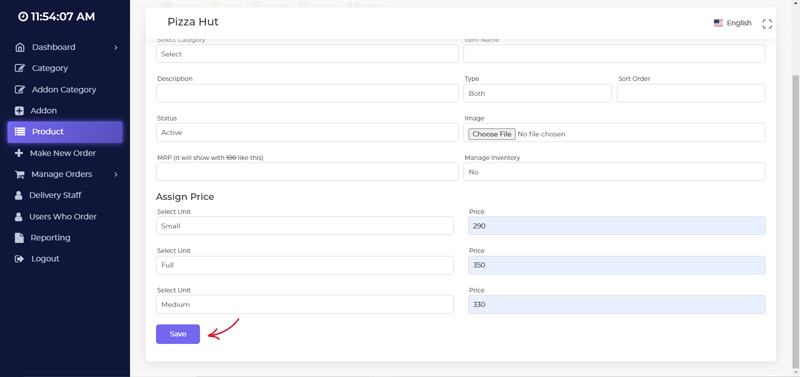 11:54:07 AM
Dashboard
Category
Addon Category
Addon
Product
Make New Order
Manage Orders
Delivery Staff
Users Who Order
Reporting
Logout
Pizza Hut
English
Select Category
Item Name
Select
Description
Type
Sort Order
Both
Status
Image
Active
Choose File No file chosen
MRP (it will show with 100 like this)
Manage Inventory
No
Assign Price
Select Unit
Price
Small
290
Select Unit
Price
Full
350
Select Unit
Price
Medium
330
Save